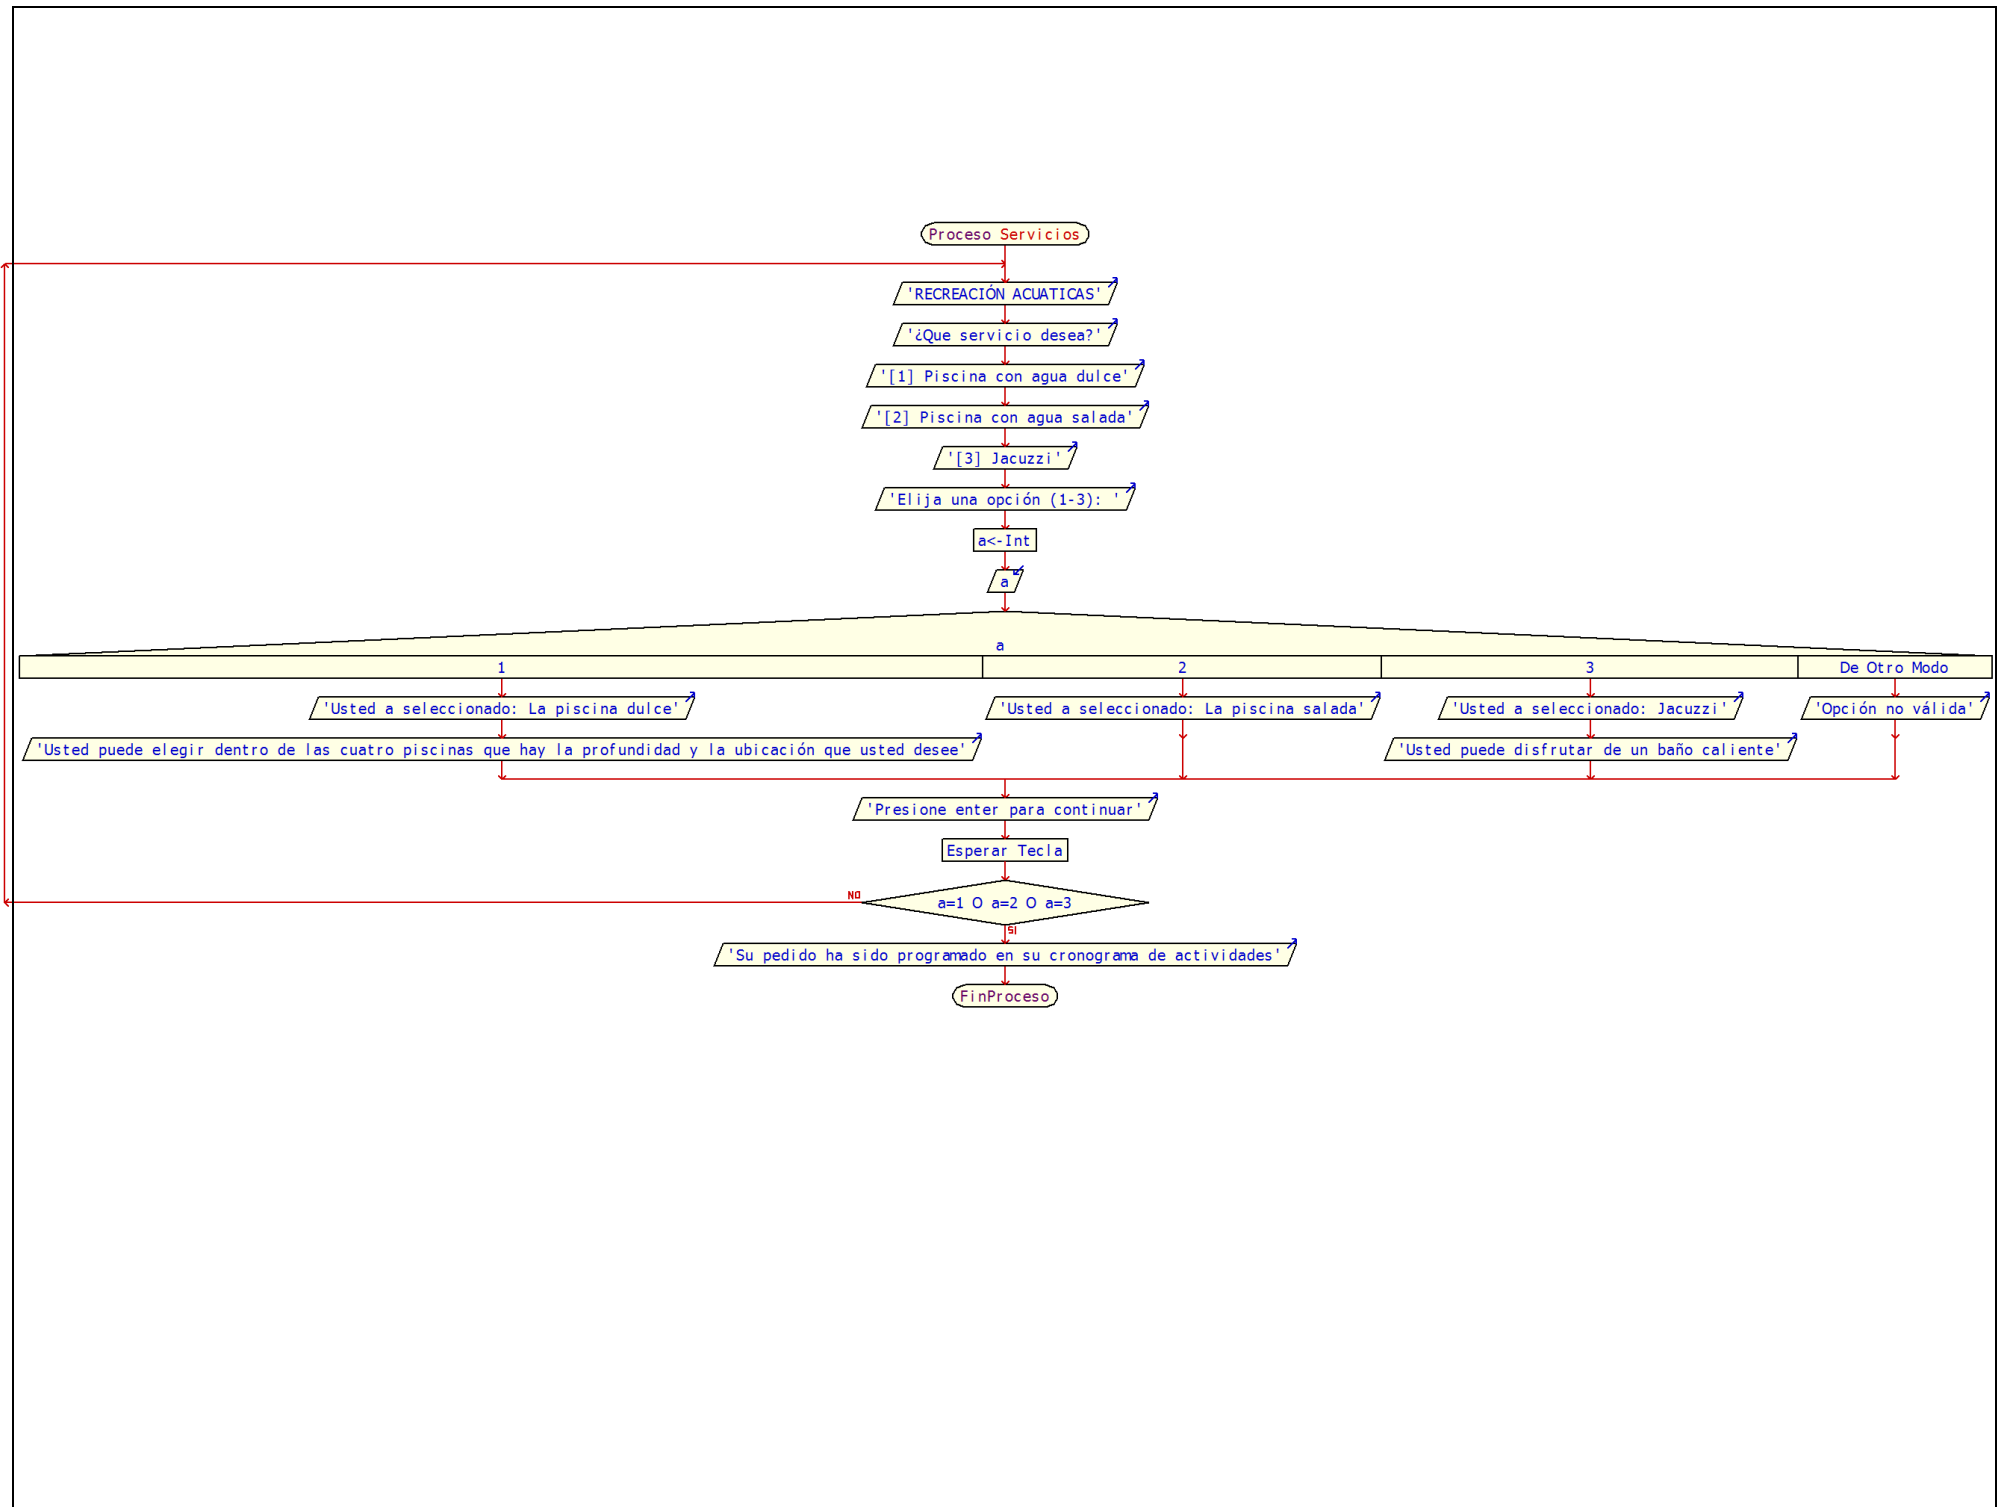 Proceso Servicios
'RECREACIÓN ACUATICAS'
'¿Que servicio desea?'
'[1] Piscina con agua dulce'
'[2] Piscina con agua salada'
'[3] Jacuzzi'
'Elija una opción (1-3): '
a<-Int
a
a
1 2 3 De Otro Modo
'Usted a seleccionado: La piscina dulce' 'Usted a seleccionado: La piscina salada' 'Usted a seleccionado: Jacuzzi' 'Opción no válida'
'Usted puede elegir dentro de las cuatro piscinas que hay la profundidad y la ubicación que usted desee' 'Usted puede disfrutar de un baño caliente'
'Presione enter para continuar'
Esperar Tecla
NO
a=1 O a=2 O a=3
SI
'Su pedido ha sido programado en su cronograma de actividades'
FinProceso